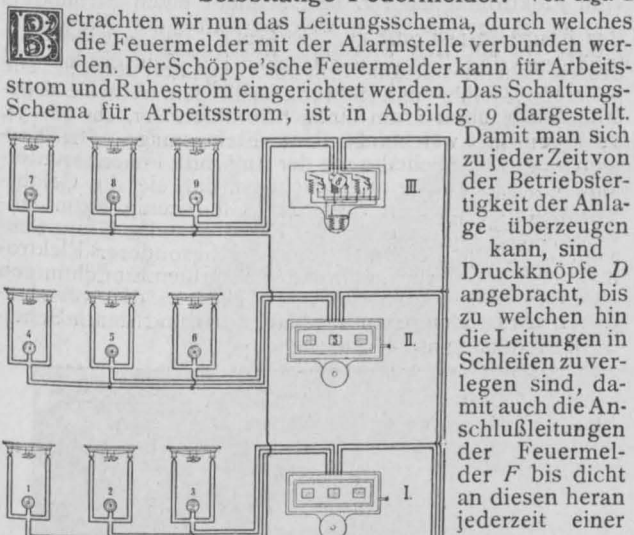 Betrachten wir nun das Leitungsschema, durch welches
die Feuermelder mit der Alarmstelle verbunden wer-
den. Der Schöppe'sche Feuermelder kann für Arbeits-
strom und Ruhestrom eingerichtet werden. Das Schaltungs-
Schema für Arbeitsstrom, ist in Abbildg. 9 dargestellt.
Damit man sich
zu jeder Zeit von
der Betriebsfer-
tigkeit der Anla-
ge überzeugen
kann, sind
Druckknöpfe D
angebracht, bis
zu welchen hin
die Leitungen in
Schleifen zu ver-
legen sind, da-
mit auch die An-
schlußleitungen
der Feuermel-
der F bis dicht
an diesen heran
jederzeit einer
7 8 III.
4 5 6 3 II.
1 2 3 I.